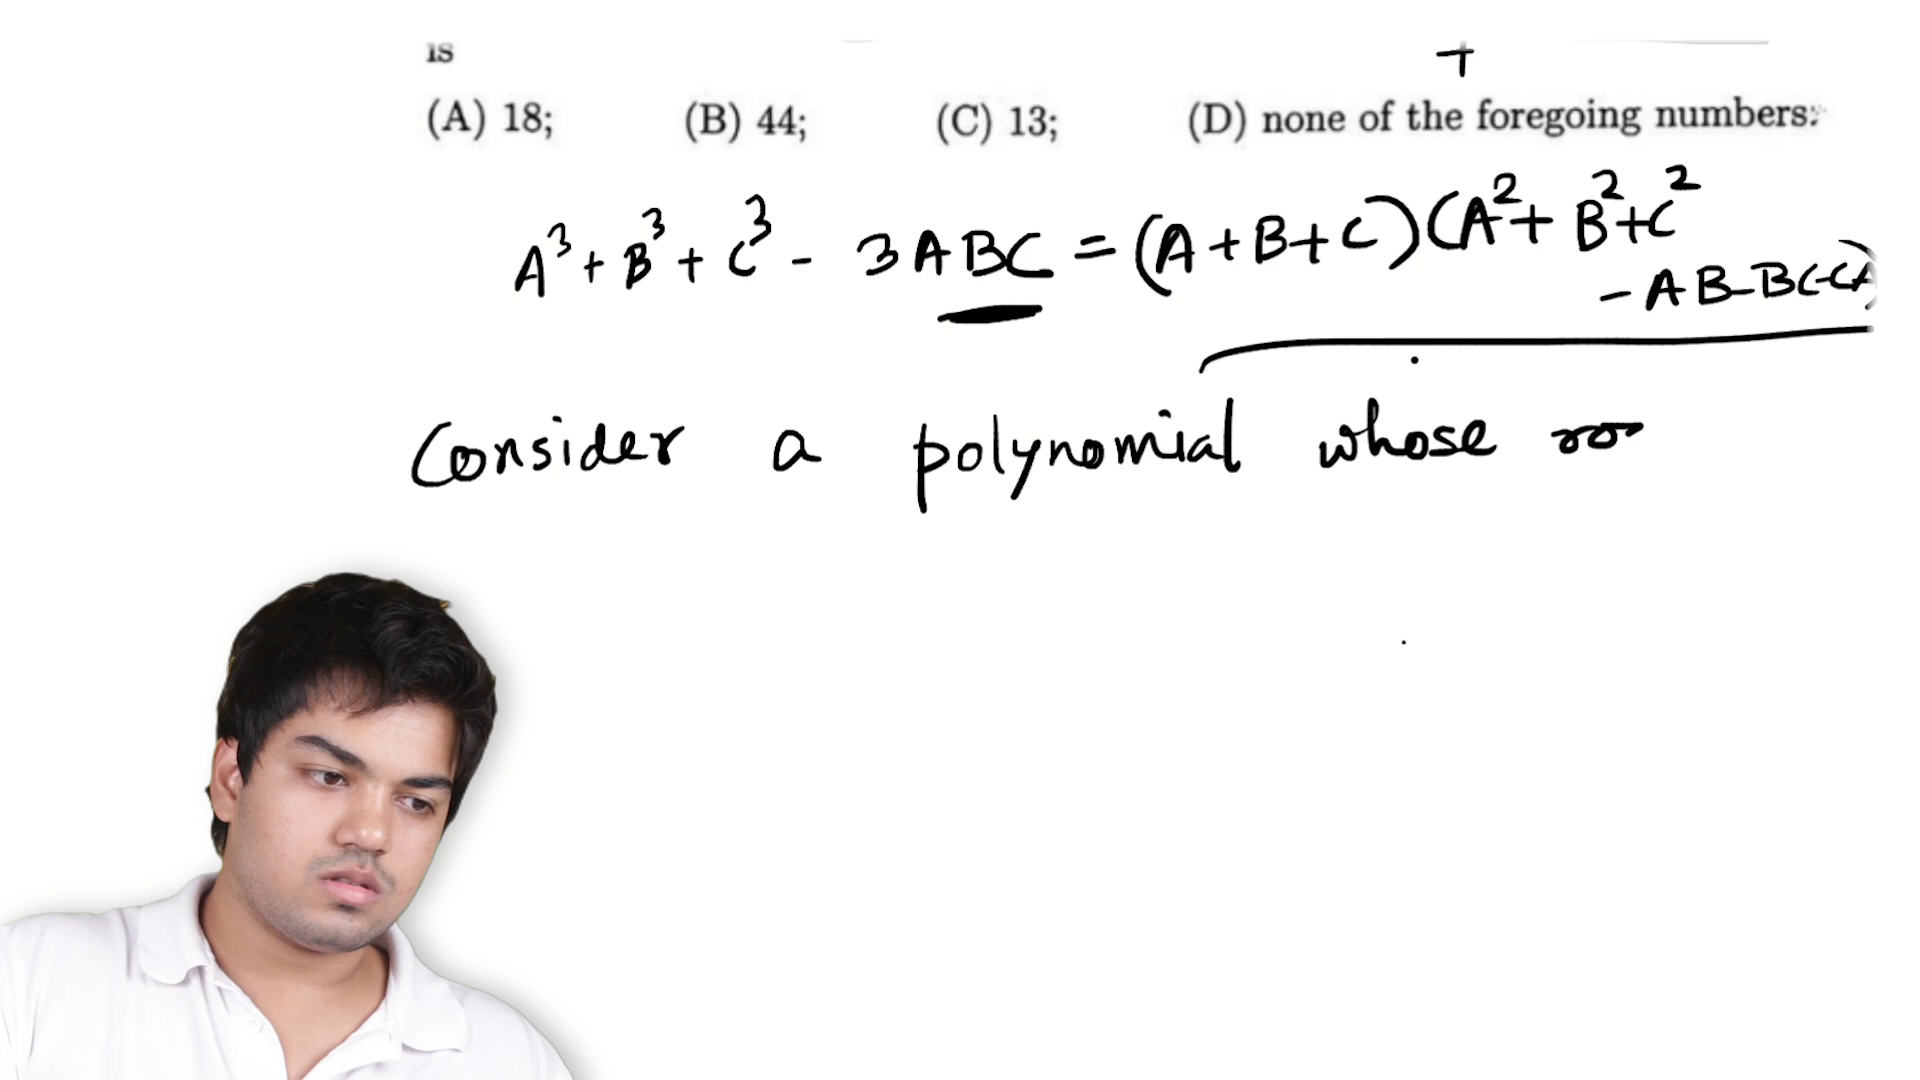 is
(A) 18; (B) 44; (C) 13; (D) none of the foregoing numbers.
A³ + B³ + C³ - 3ABC = (A+B+C)(A² + B² + C²
- AB - BC - CA)
Consider a polynomial whose